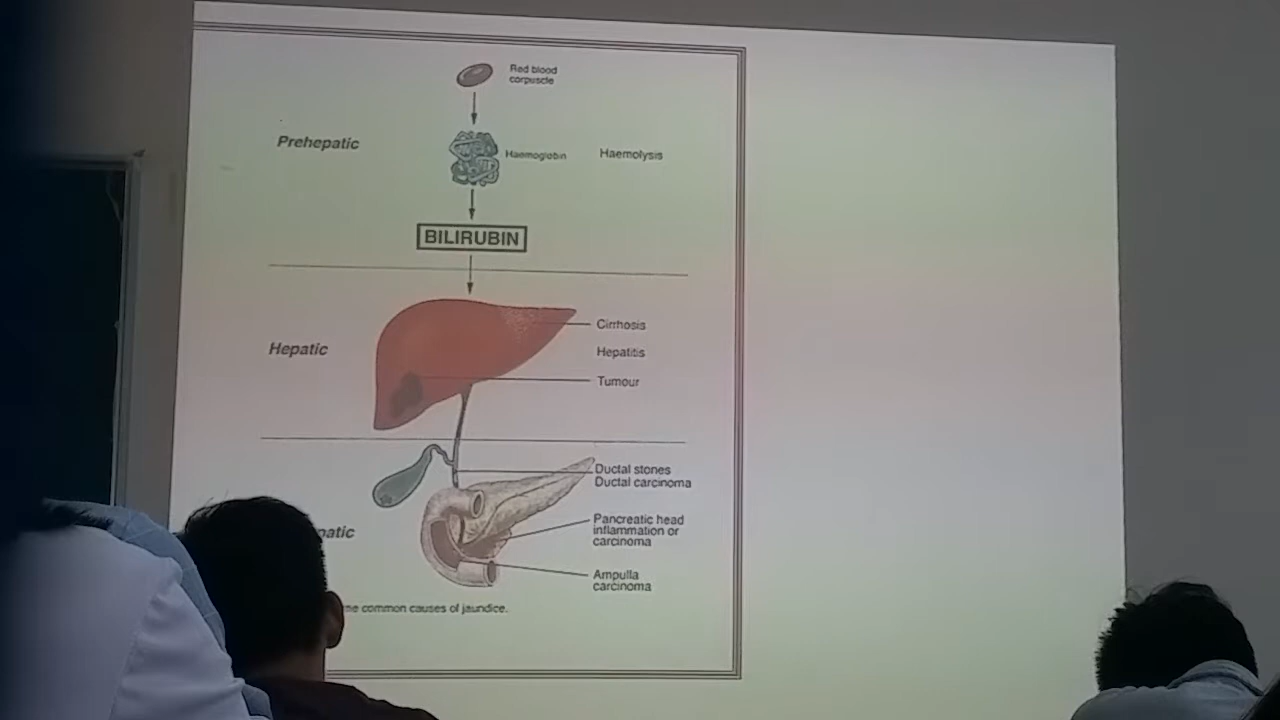 Red blood
corpuscle
Prehepatic
Haemoglobin
Haemolysis
BILIRUBIN
Cirrhosis
Hepatic
Hepatitis
Tumour
Ductal stones
Ductal carcinoma
Pancreatic head
inflammation or
carcinoma
patic
Ampulla
carcinoma
common causes of jaundice.